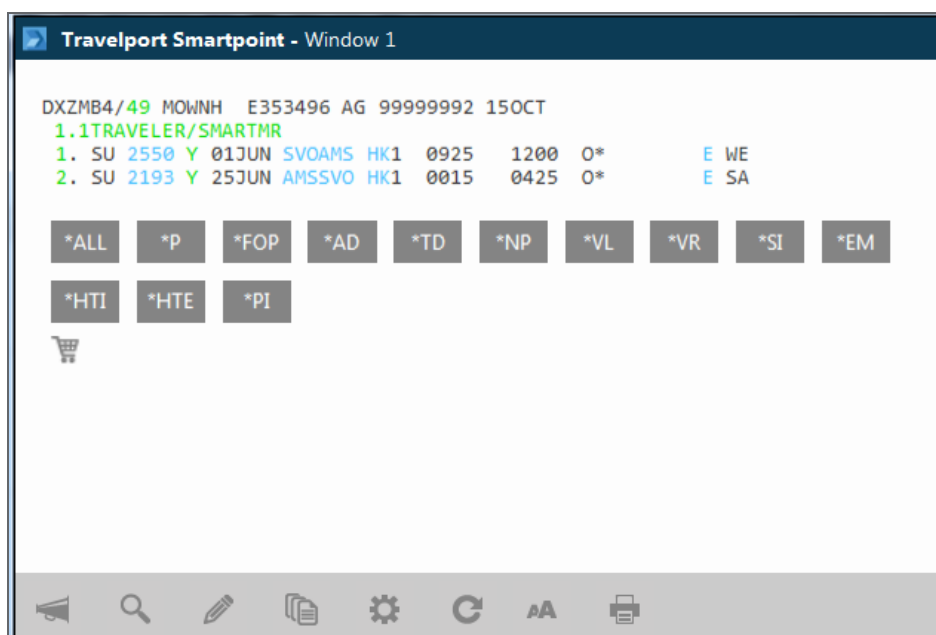 Travelport Smartpoint - Window 1
DXZMB4/49 MOWNH E353496 AG 99999992 15OCT
1.1TRAVELER/SMARTMR
1. SU 2550 Y 01JUN SVOAMS HK1 0925 1200 O* E WE
2. SU 2193 Y 25JUN AMSSVO HK1 0015 0425 O* E SA
*ALL *P *FOP *AD *TD *NP *VL *VR *SI *EM
*HTI *HTE *PI
AA